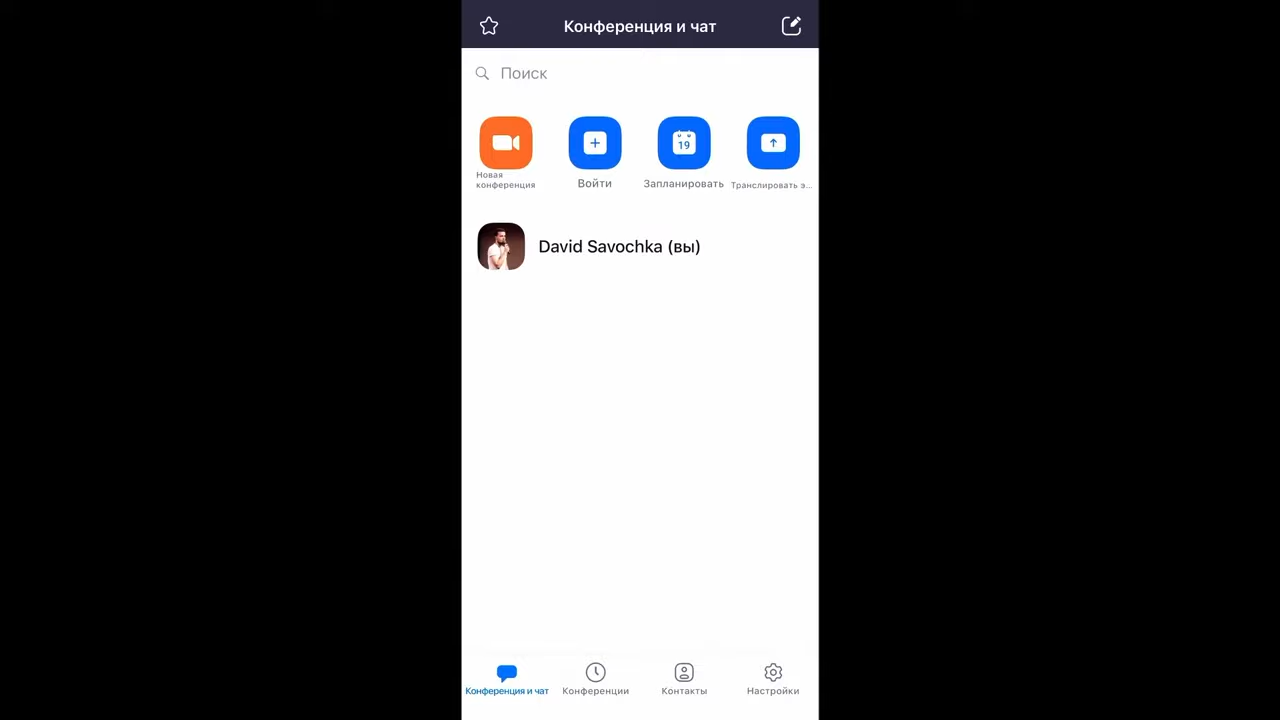 Конференция и чат
Поиск
Новая
конференция
Войти
19
Запланировать
Транслировать э...
David Savochka (вы)
Конференция и чат
Конференции
Контакты
Настройки